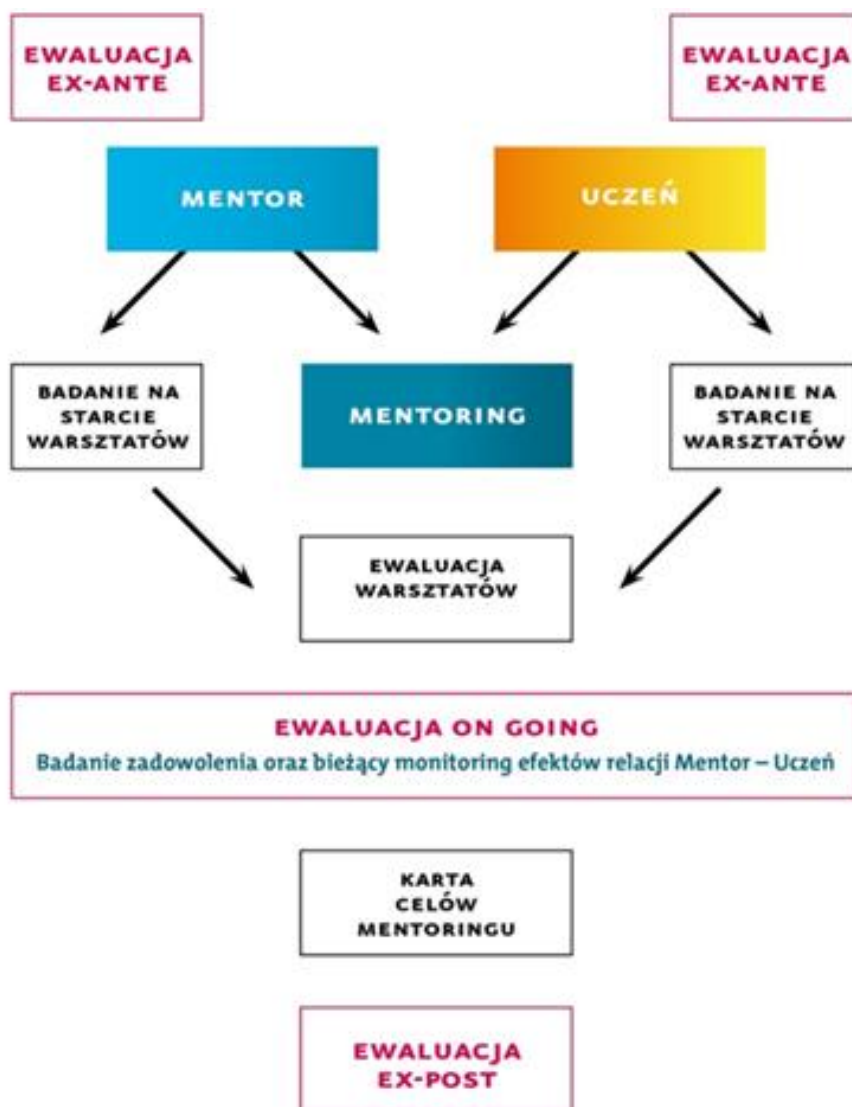 EWALUACJA
EX-ANTE
EWALUACJA
EX-ANTE
MENTOR
UCZEŃ
BADANIE NA
STARCIE
WARSZTATÓW
MENTORING
BADANIE NA
STARCIE
WARSZTATÓW
EWALUACJA
WARSZTATÓW
EWALUACJA ON GOING
Badanie zadowolenia oraz bieżący monitoring efektów relacji Mentor – Uczeń
KARTA
CELÓW
MENTORINGU
EWALUACJA
EX-POST